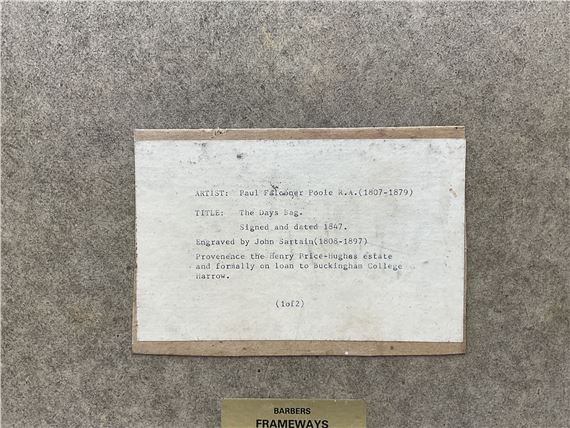 ARTIST: Paul Falconer Poole R.A.(1807-1879)
TITLE: The Days Bag.
Signed and dated 1847.
Engraved by John Sartain(1808-1897)
Provenence the Henry Price-Hughes estate
and formally on loan to Buckingham College
Harrow.
(1of2)
BARBERS
FRAMEWAYS